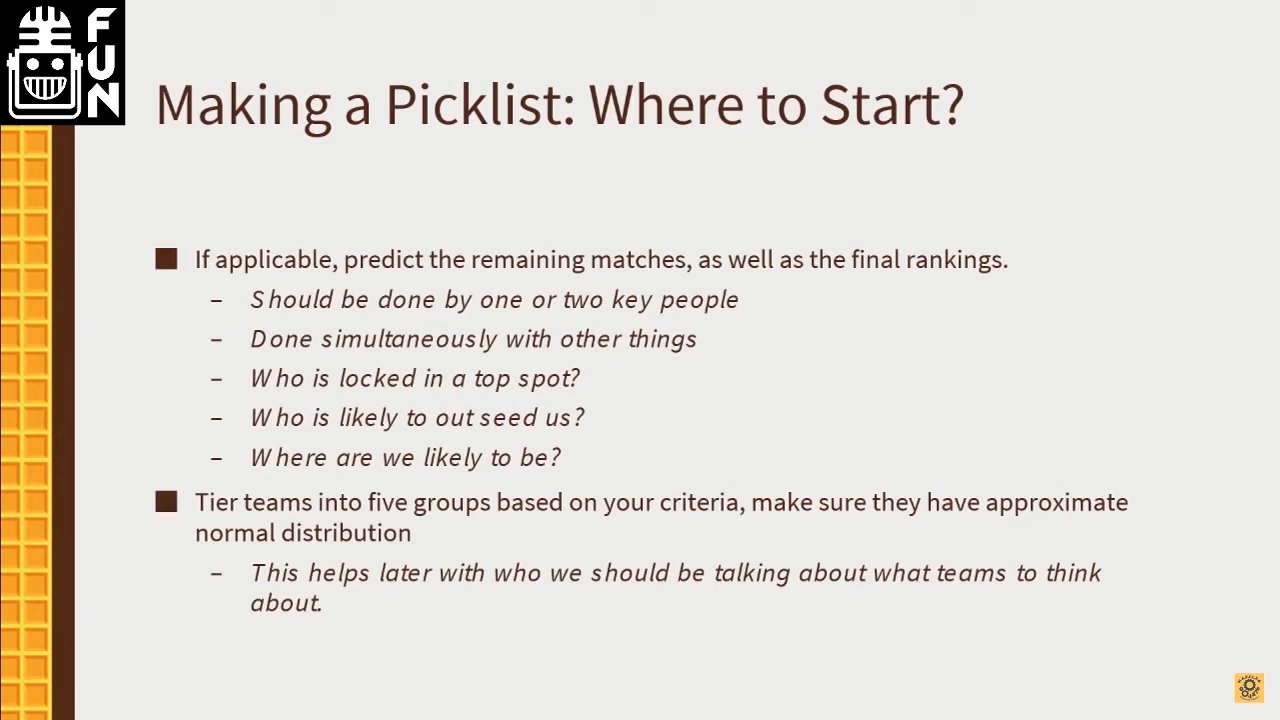 FUN
Making a Picklist: Where to Start?
If applicable, predict the remaining matches, as well as the final rankings.
– Should be done by one or two key people
– Done simultaneously with other things
– Who is locked in a top spot?
– Who is likely to out seed us?
– Where are we likely to be?
Tier teams into five groups based on your criteria, make sure they have approximate
normal distribution
– This helps later with who we should be talking about what teams to think
about.